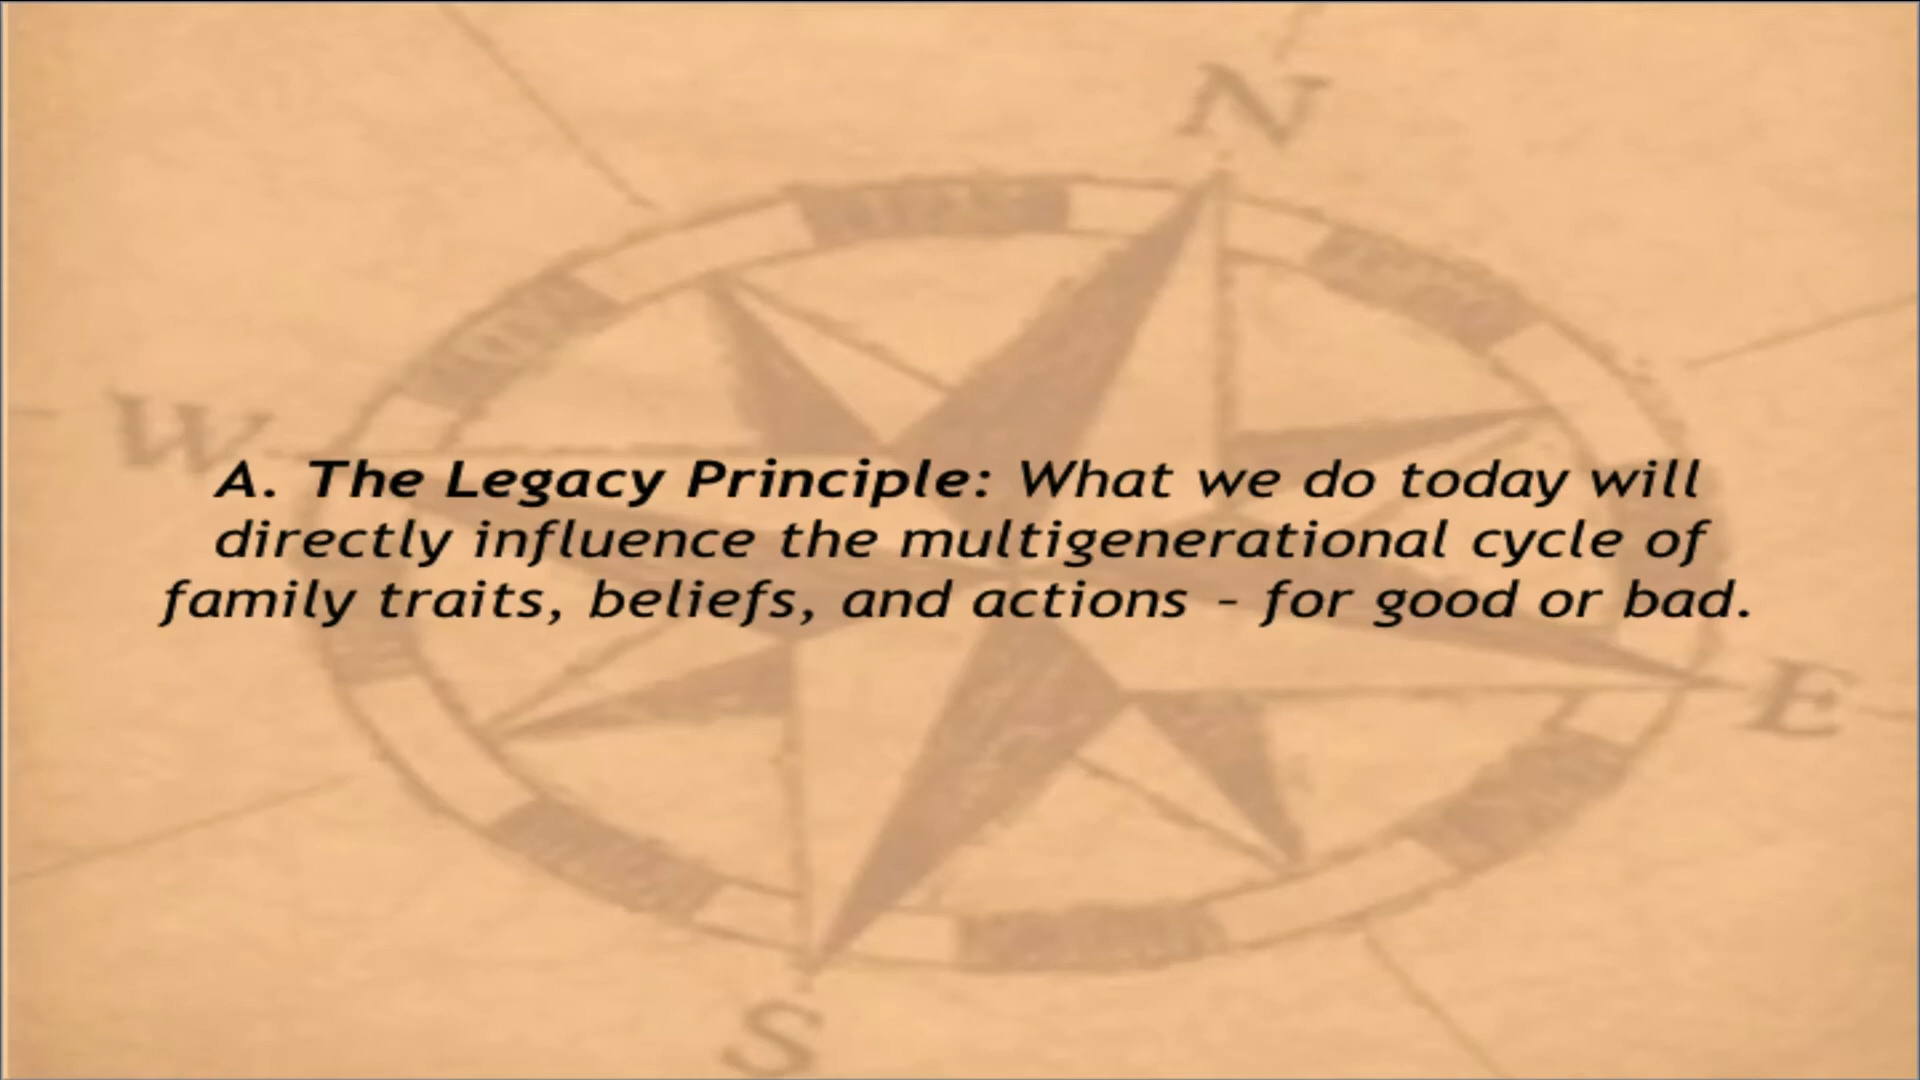 N
W
A. The Legacy Principle: What we do today will
directly influence the multigenerational cycle of
family traits, beliefs, and actions - for good or bad.
E
S